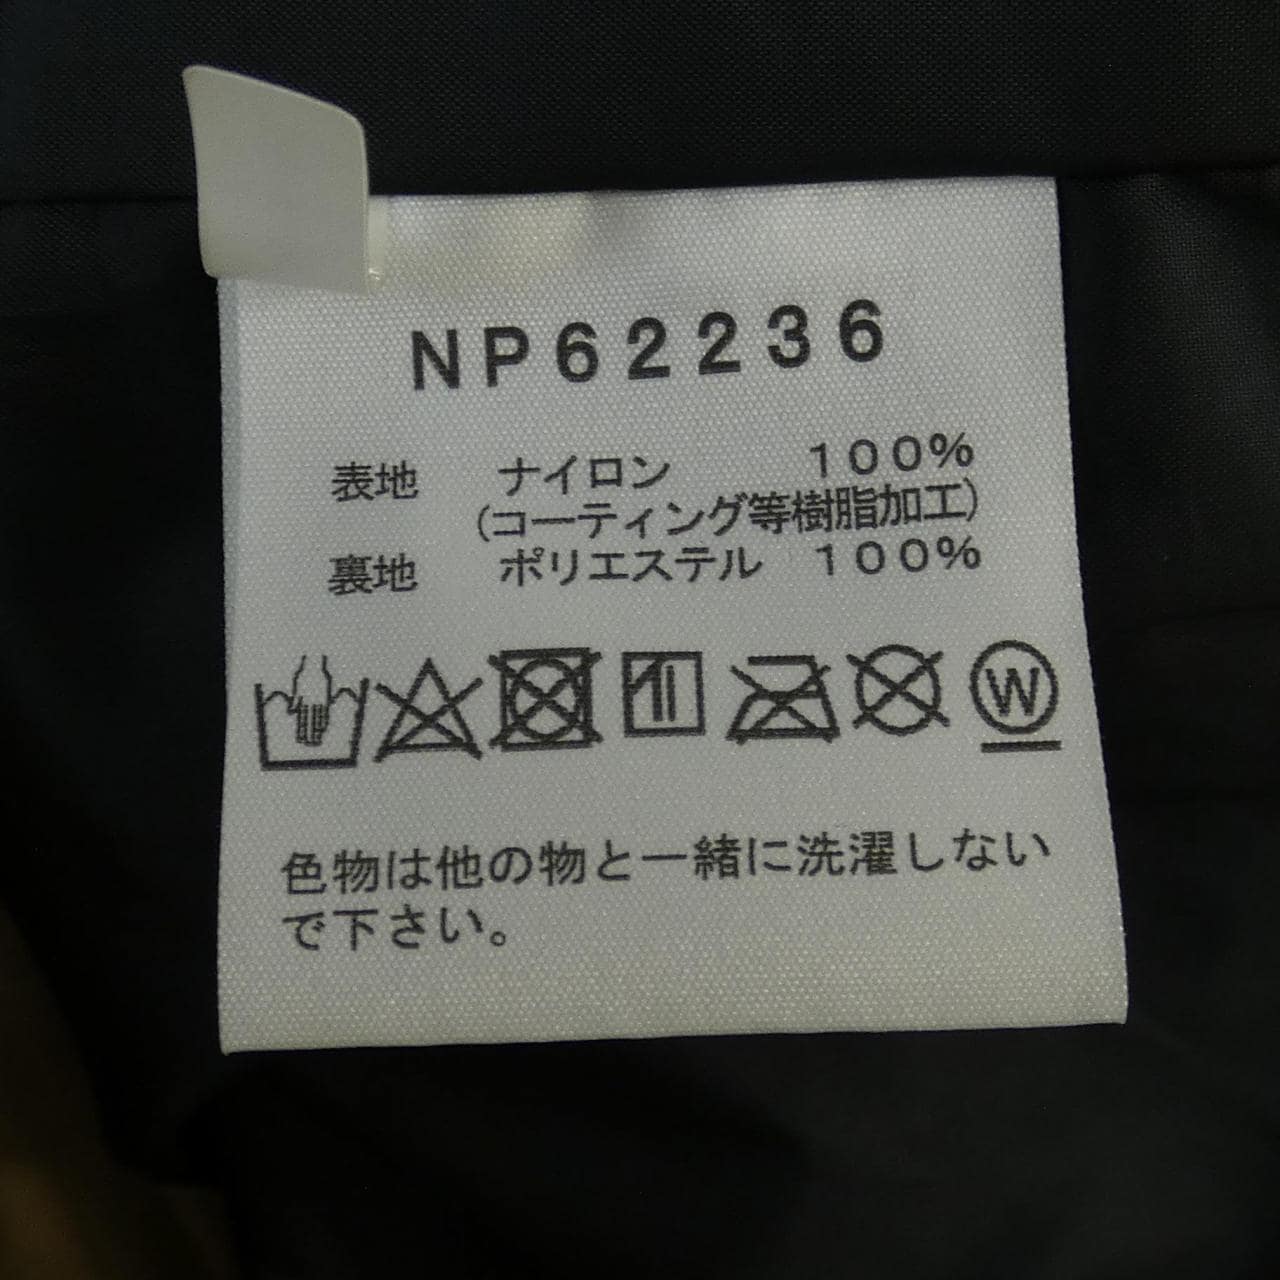 NP62236
表地 ナイロン 100%
(コーティング等樹脂加工)
裏地 ポリエステル 100%
W
色物は他の物と一緒に洗濯しない
で下さい。